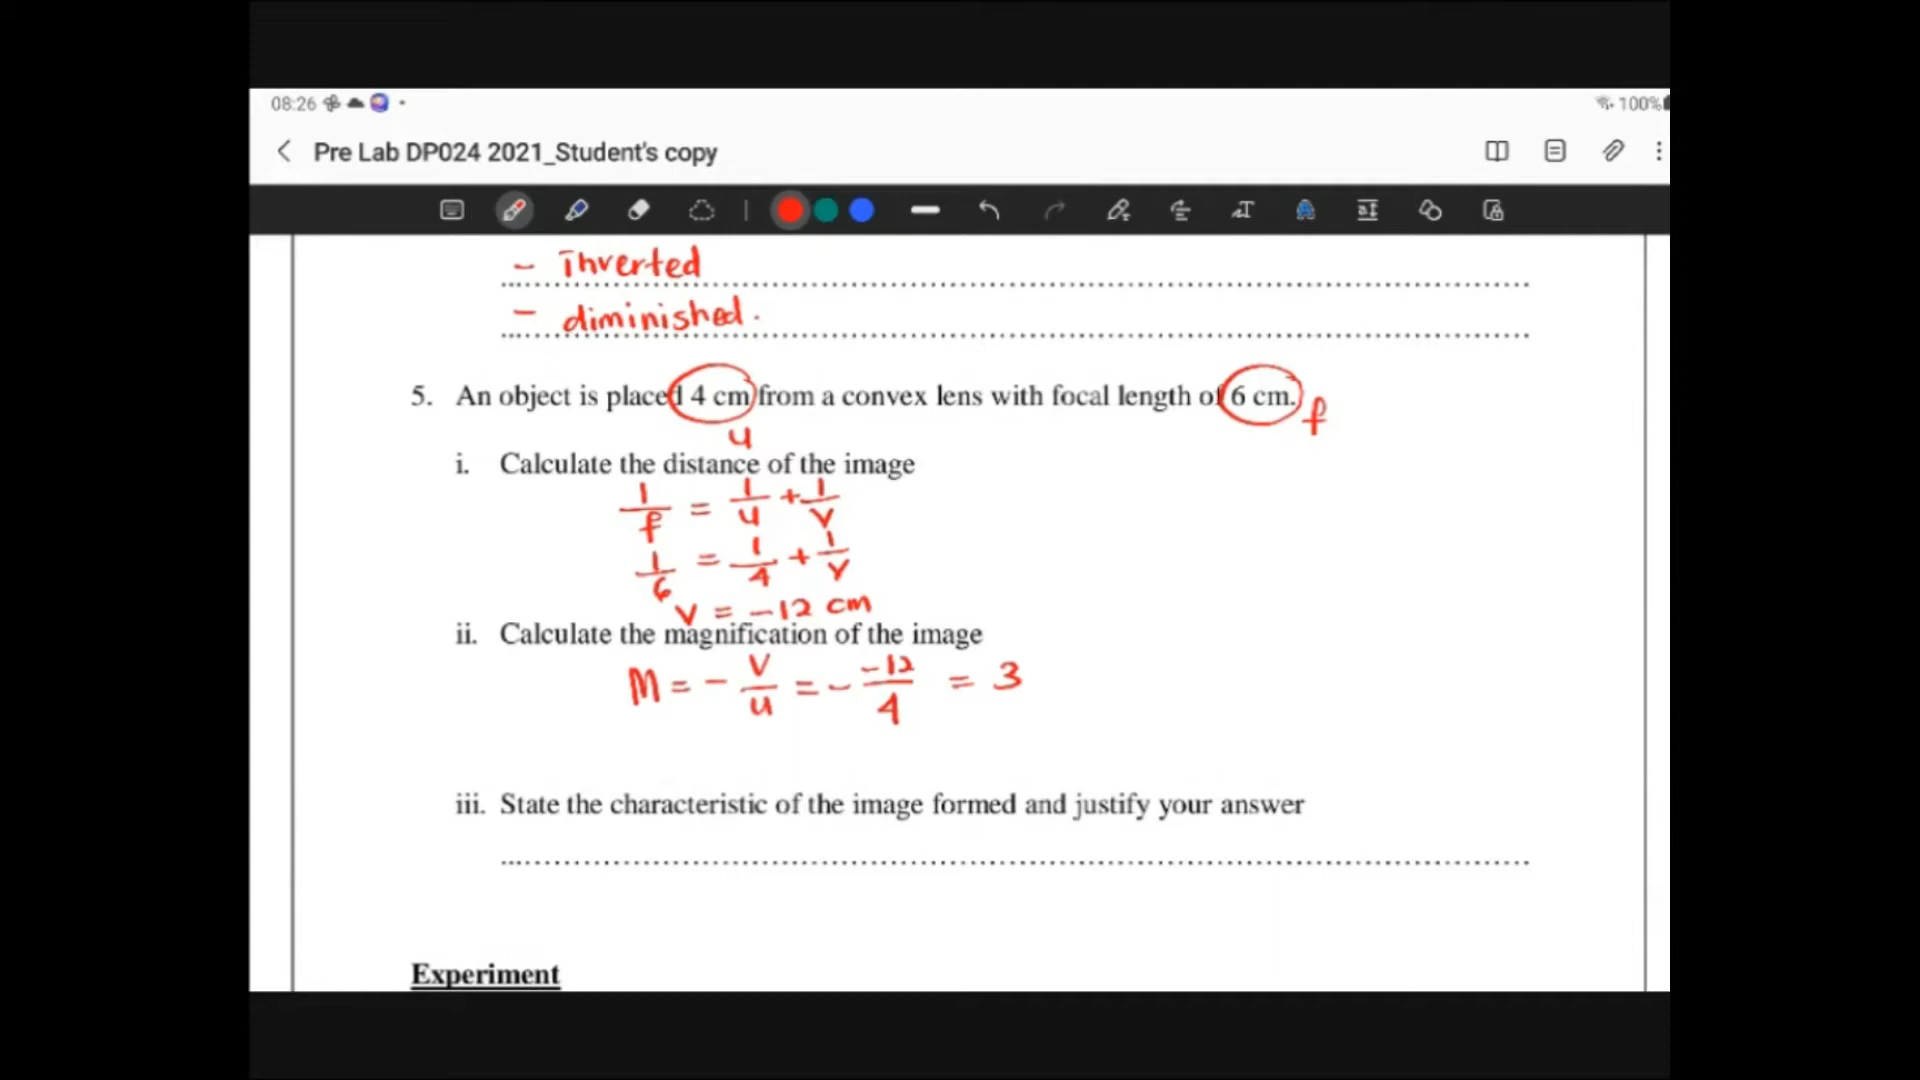 08:26
100%
Pre Lab DP024 2021_Student's copy
- inverted
- diminished.
5. An object is placed 4 cm from a convex lens with focal length of 6 cm.
u
f
i. Calculate the distance of the image
1/f = 1/u + 1/v
1/6 = 1/4 + 1/v
v = -12 cm
ii. Calculate the magnification of the image
M = - v/u = - -12/4 = 3
iii. State the characteristic of the image formed and justify your answer
Experiment